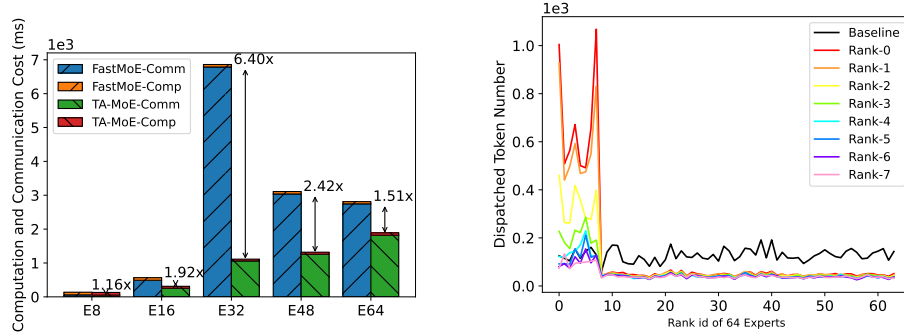 1e3
Computation and Communication Cost (ms)
7
6
5
4
3
2
1
0
FastMoE-Comm
FastMoE-Comp
TA-MoE-Comm
TA-MoE-Comp
1.16x
1.92x
6.40x
2.42x
1.51x
E8 E16 E32 E48 E64
1e3
Dispatched Token Number
1.0
0.8
0.6
0.4
0.2
0.0
Baseline
Rank-0
Rank-1
Rank-2
Rank-3
Rank-4
Rank-5
Rank-6
Rank-7
0 10 20 30 40 50 60
Rank id of 64 Experts